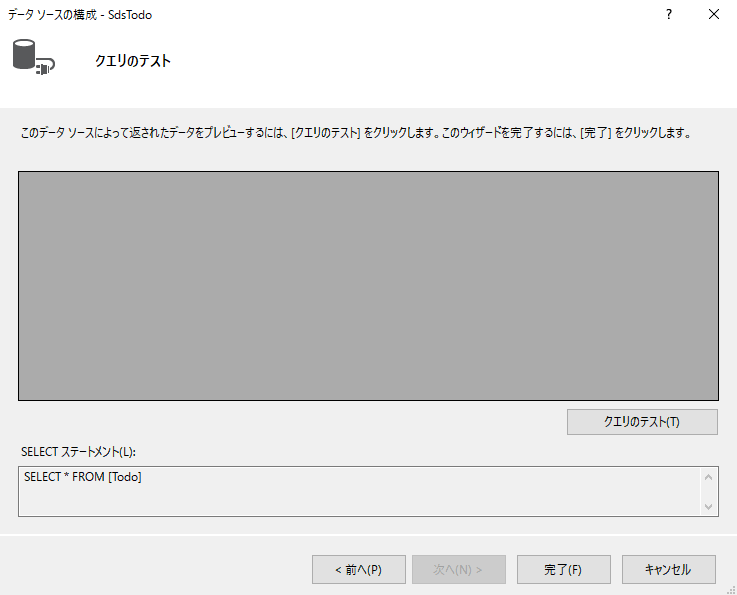 データ ソースの構成 - SdsTodo
?
クエリのテスト
このデータ ソースによって返されたデータをプレビューするには、[クエリのテスト] をクリックします。このウィザードを完了するには、[完了] をクリックします。
クエリのテスト(T)
SELECT ステートメント(L):
SELECT * FROM [Todo]
< 前へ(P)
次へ(N) >
完了(F)
キャンセル